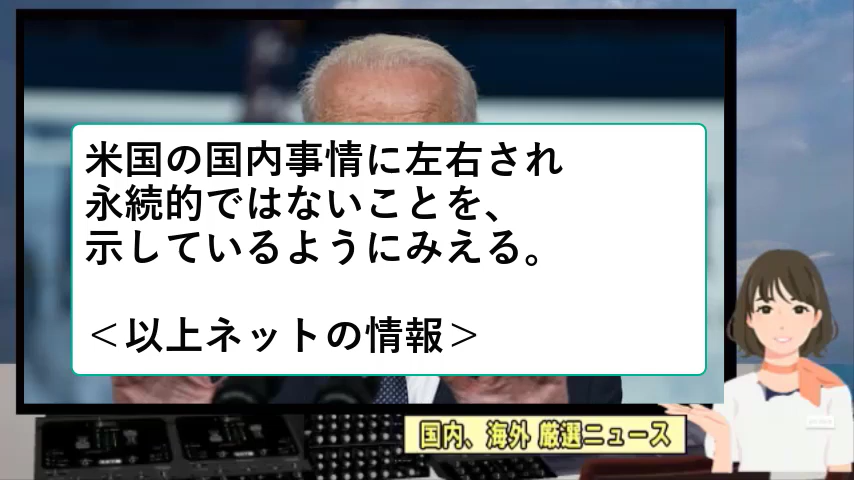 米国の国内事情に左右され
永続的ではないことを、
示しているようにみえる。
＜以上ネットの情報＞
国内、海外 厳選ニュース